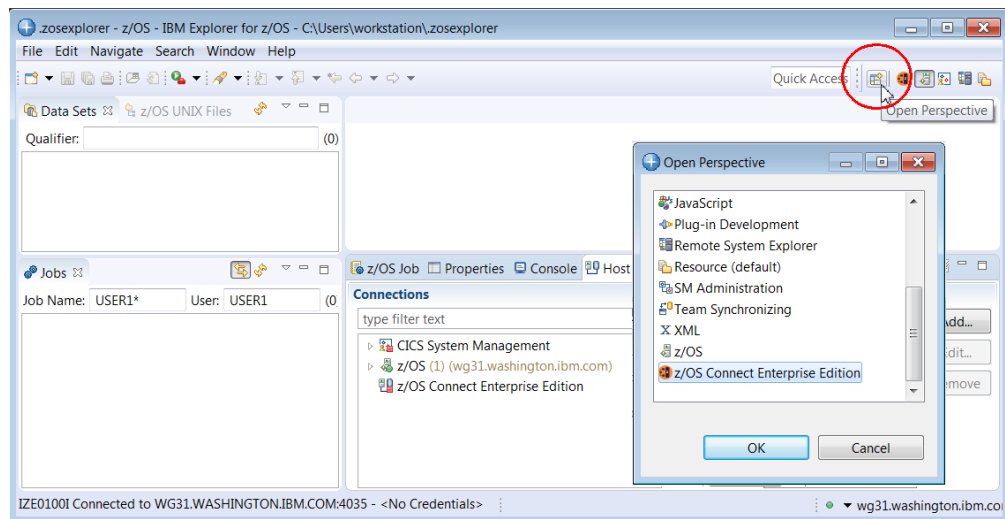 .zosexplorer - z/OS - IBM Explorer for z/OS - C:\Users\workstation\.zosexplorer
File Edit Navigate Search Window Help
Quick Access
Open Perspective
Data Sets z/OS UNIX Files
Qualifier: (0)
Jobs
Job Name: USER1* User: USER1 (0
z/OS Job Properties Console Host
Connections
type filter text
CICS System Management
z/OS (1) (wg31.washington.ibm.com)
z/OS Connect Enterprise Edition
Add...
Edit...
Remove
Open Perspective
JavaScript
Plug-in Development
Remote System Explorer
Resource (default)
SM Administration
Team Synchronizing
XML
z/OS
z/OS Connect Enterprise Edition
OK Cancel
IZE0100I Connected to WG31.WASHINGTON.IBM.COM:4035 - <No Credentials>
wg31.washington.ibm.co